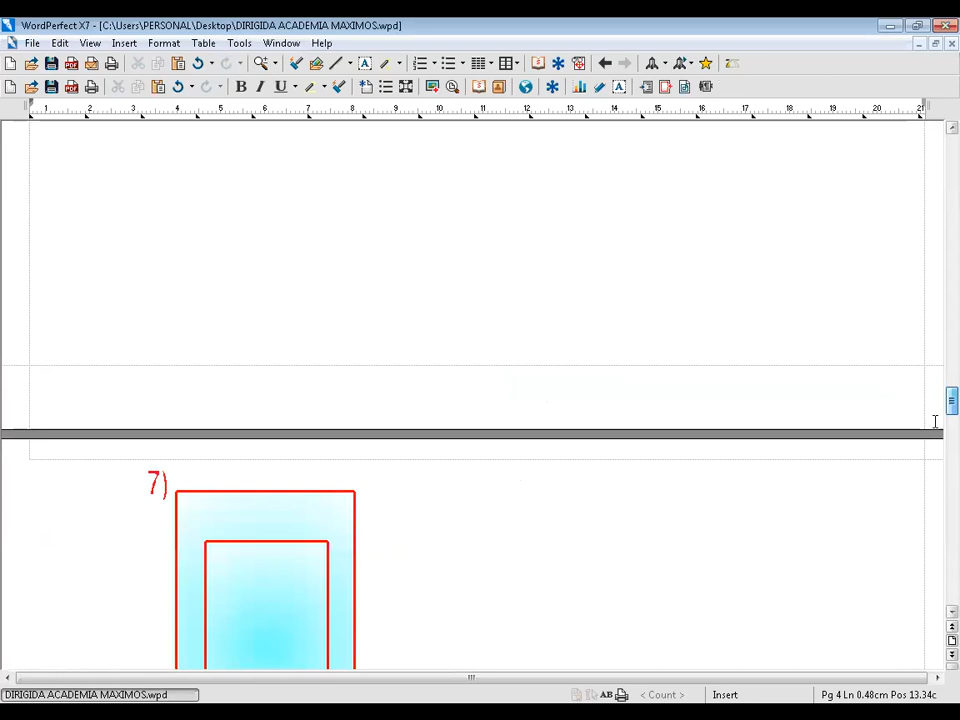 WordPerfect X7 - [C:\Users\PERSONAL\Desktop\DIRIGIDA ACADEMIA MAXIMOS.wpd]
File Edit View Insert Format Table Tools Window Help
1 2 3 4 5 6 7 8 9 10 11 12 13 14 15 16 17 18 19 20 21
7)
DIRIGIDA ACADEMIA MAXIMOS.wpd
AB < Count > Insert Pg 4 Ln 0.48cm Pos 13.34c